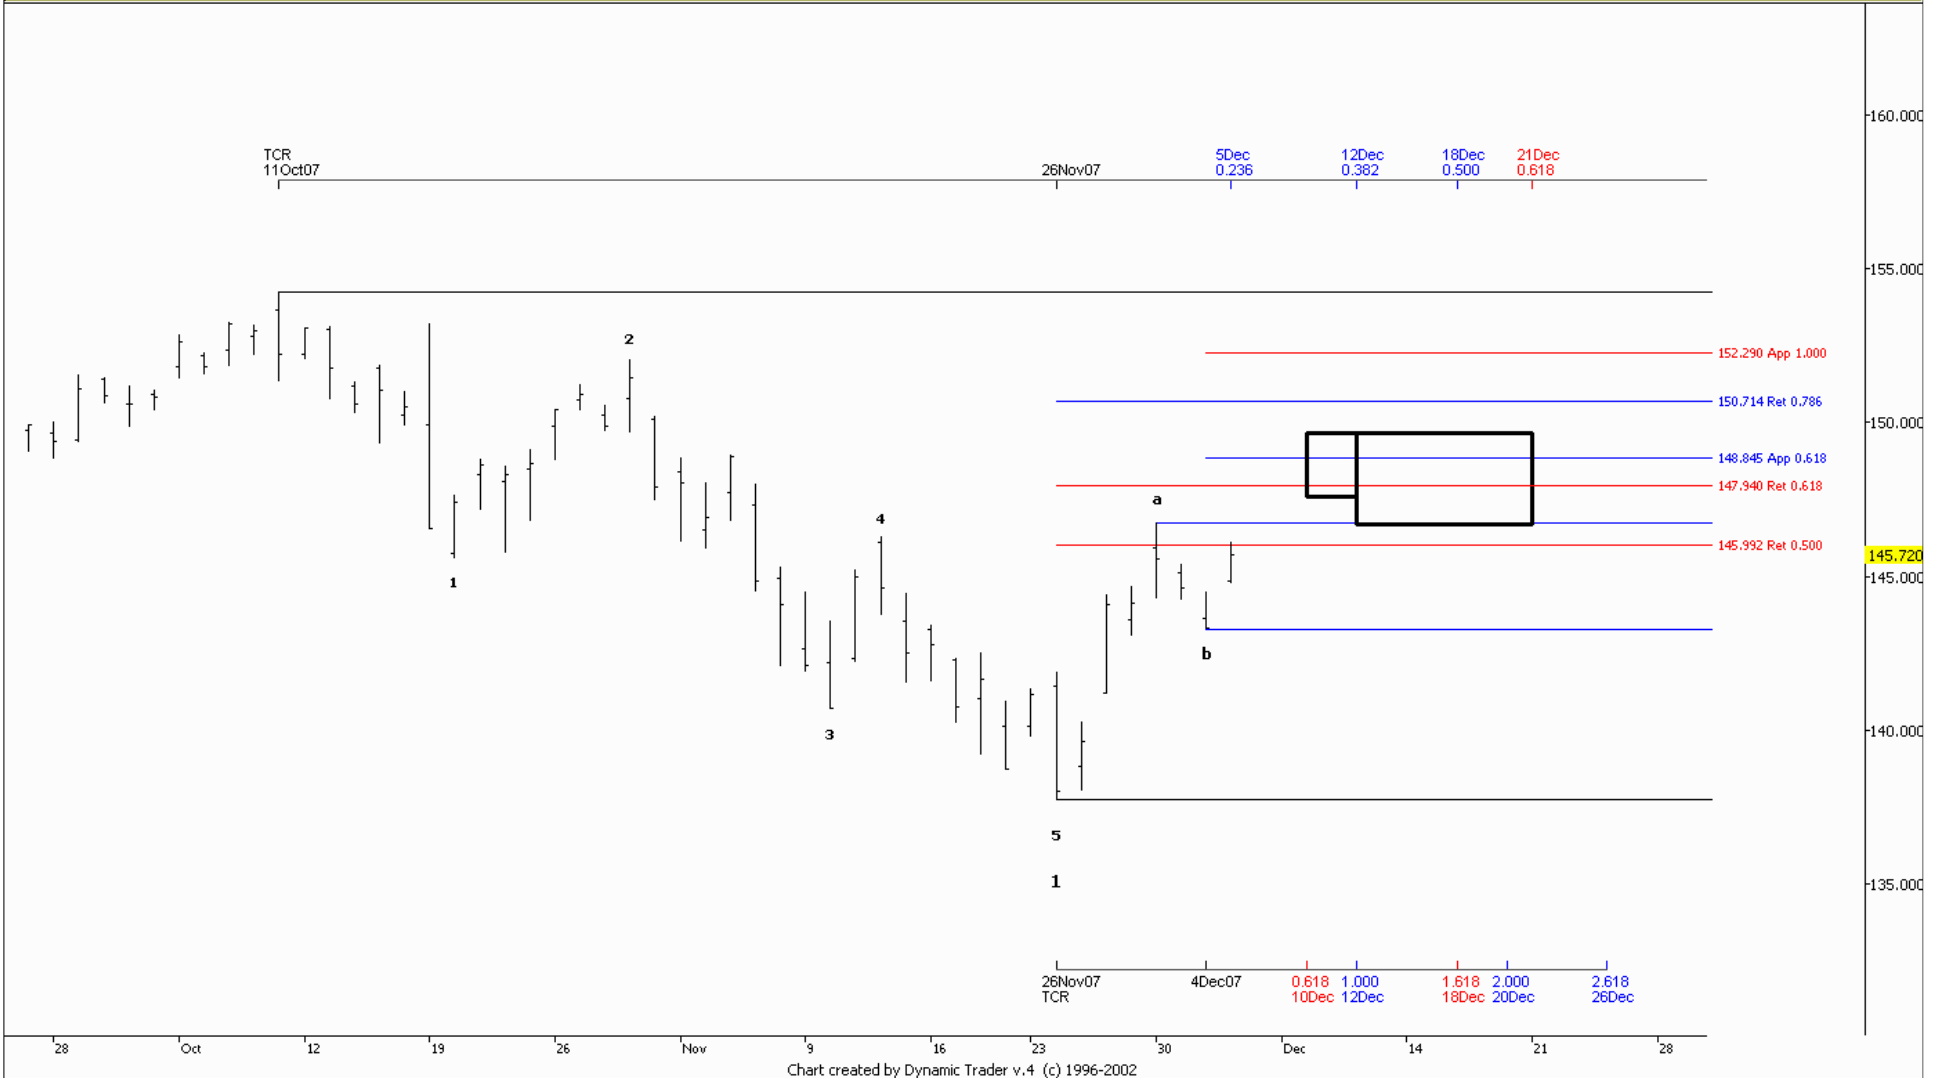 160.000
TCR
11Oct07
26Nov07
5Dec
0.236
12Dec
0.382
18Dec
0.500
21Dec
0.618
155.000
2
152.290 App 1.000
150.714 Ret 0.786
150.000
148.845 App 0.618
147.940 Ret 0.618
a
4
145.992 Ret 0.500
145.720
145.000
1
b
3
140.000
5
1
135.000
26Nov07
TCR
4Dec07
0.618
10Dec
1.000
12Dec
1.618
18Dec
2.000
20Dec
2.618
26Dec
28 Oct 12 19 26 Nov 9 16 23 30 Dec 14 21 28
Chart created by Dynamic Trader v.4 (c) 1996-2002